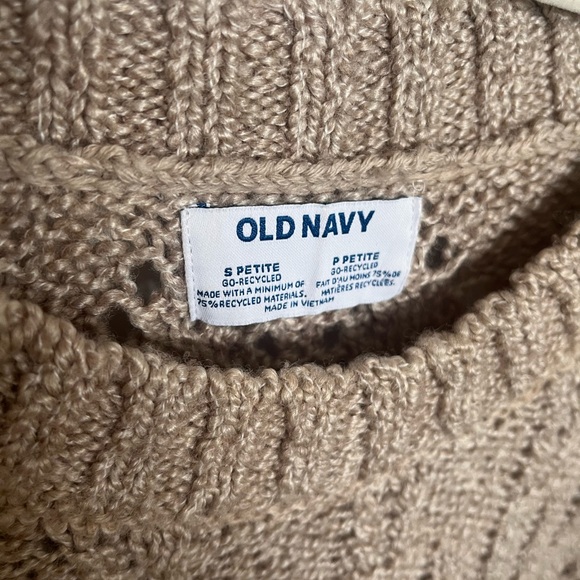 OLD NAVY
S PETITE
GO-RECYCLED
MADE WITH A MINIMUM OF
75% RECYCLED MATERIALS.
P PETITE
GO-RECYCLED
FAIT D'AU MOINS 75% DE
MATIÈRES RECYCLÉES.
MADE IN VIETNAM